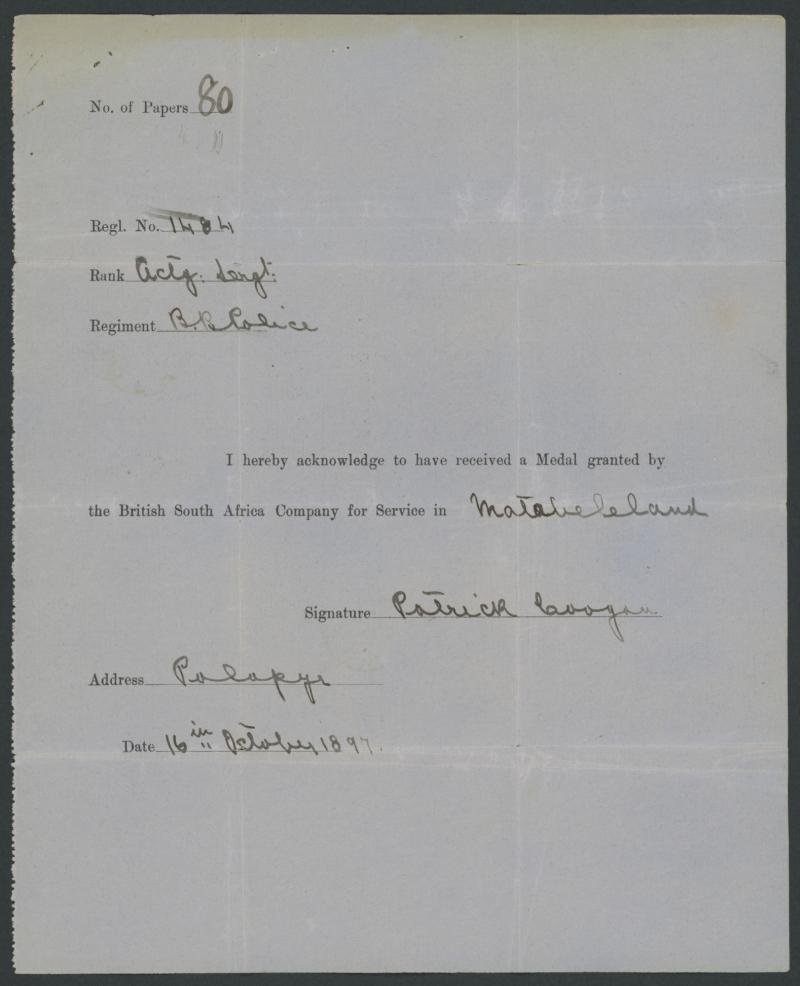 No. of Papers 80
Regl. No. 1484
Rank Actg. Sergt.
Regiment B.B. Police
I hereby acknowledge to have received a Medal granted by
the British South Africa Company for Service in Matabeleland
Signature Patrick Coogan
Address Palapye
Date 16th October 1897.